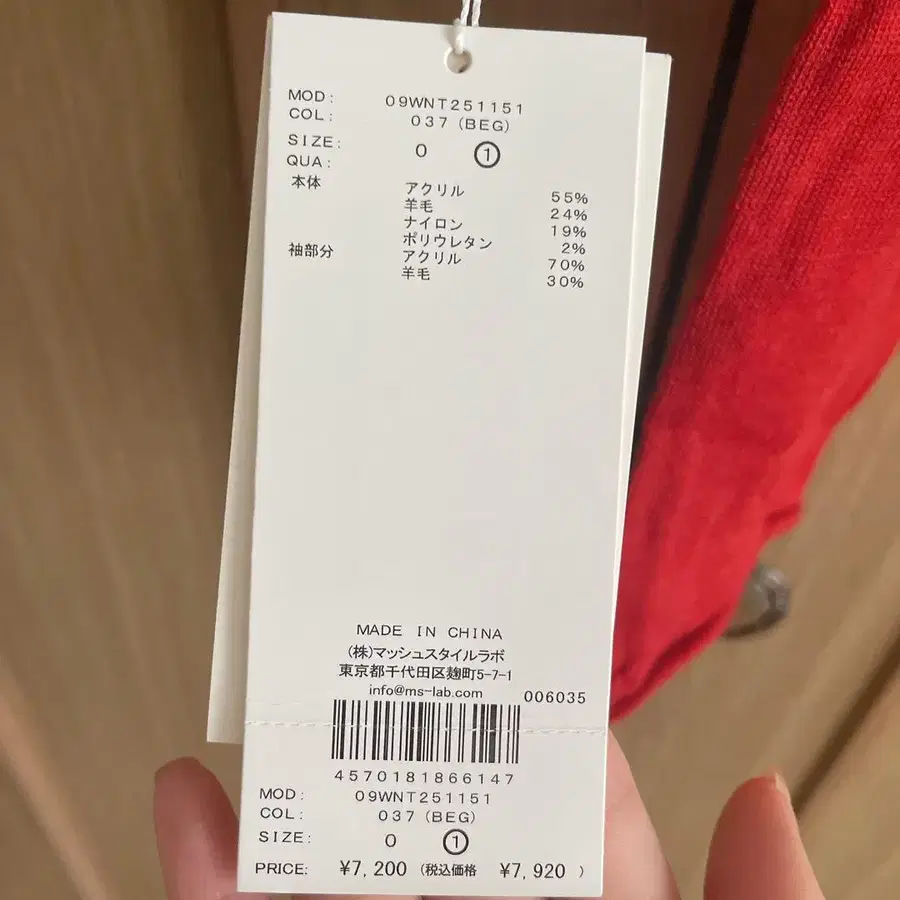 MOD: 09WNT251151
COL: 037 (BEG)
SIZE: 0 ①
QUA:
本体 アクリル 55%
羊毛 24%
ナイロン 19%
ポリウレタン 2%
袖部分 アクリル 70%
羊毛 30%
MADE IN CHINA
(株)マッシュスタイルラボ
東京都千代田区麹町5-7-1
info@ms-lab.com 006035
4570181866147
MOD: 09WNT251151
COL: 037 (BEG)
SIZE: 0 ①
PRICE: ¥7,200 (税込価格 ¥7,920 )